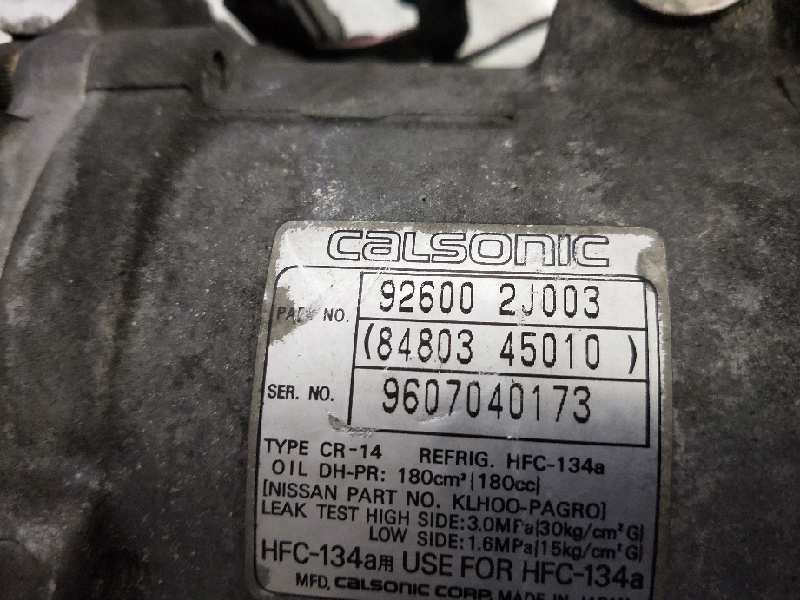 CALSONIC
PART NO. 92600 2J003
(84803 45010 )
SER. NO. 9607040173
TYPE CR-14 REFRIG. HFC-134a
OIL DH-PR: 180cm³[180cc]
[NISSAN PART NO. KLH00-PAGR0]
LEAK TEST HIGH SIDE:3.0MPa[30kg/cm²G]
LOW SIDE:1.6MPa[15kg/cm²G]
HFC-134a用 USE FOR HFC-134a
MFD. CALSONIC CORP. MADE IN JAPAN